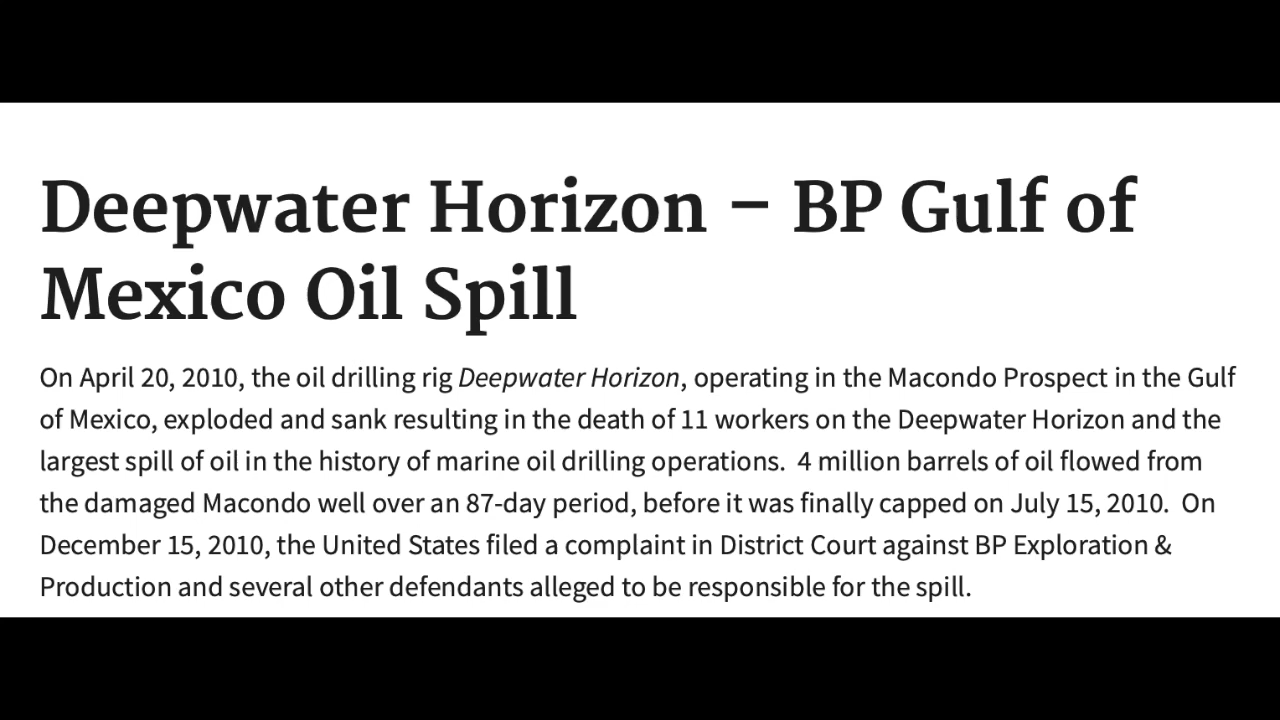 Deepwater Horizon – BP Gulf of
Mexico Oil Spill
On April 20, 2010, the oil drilling rig Deepwater Horizon, operating in the Macondo Prospect in the Gulf
of Mexico, exploded and sank resulting in the death of 11 workers on the Deepwater Horizon and the
largest spill of oil in the history of marine oil drilling operations.  4 million barrels of oil flowed from
the damaged Macondo well over an 87-day period, before it was finally capped on July 15, 2010.  On
December 15, 2010, the United States filed a complaint in District Court against BP Exploration &
Production and several other defendants alleged to be responsible for the spill.